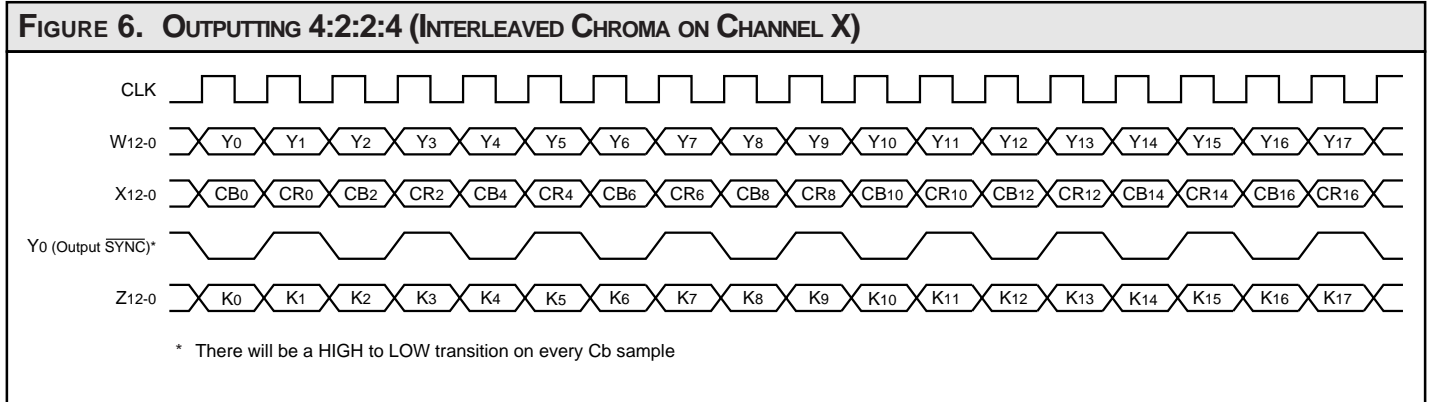 FIGURE 6. OUTPUTTING 4:2:2:4 (INTERLEAVED CHROMA ON CHANNEL X)
CLK
W12-0 Y0 Y1 Y2 Y3 Y4 Y5 Y6 Y7 Y8 Y9 Y10 Y11 Y12 Y13 Y14 Y15 Y16 Y17
X12-0 CB0 CR0 CB2 CR2 CB4 CR4 CB6 CR6 CB8 CR8 CB10 CR10 CB12 CR12 CB14 CR14 CB16 CR16
Y0 (Output S̅Y̅N̅C̅)*
Z12-0 K0 K1 K2 K3 K4 K5 K6 K7 K8 K9 K10 K11 K12 K13 K14 K15 K16 K17
* There will be a HIGH to LOW transition on every Cb sample